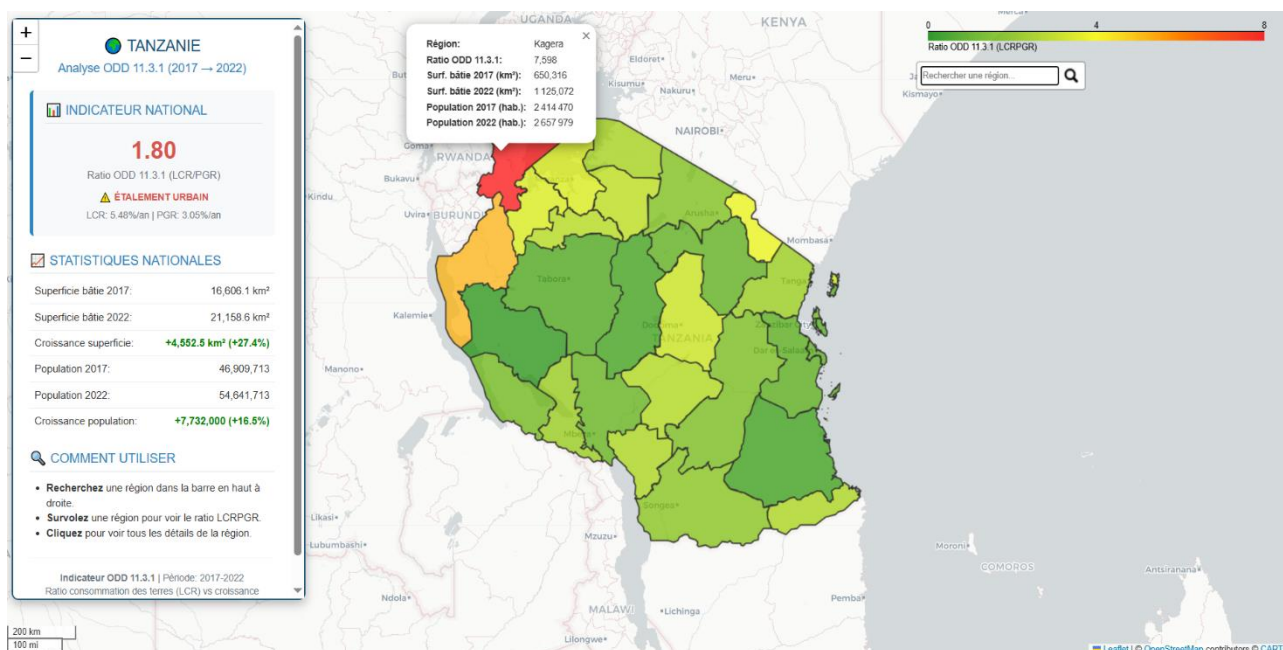 +
−
TANZANIE
Analyse ODD 11.3.1 (2017 → 2022)
INDICATEUR NATIONAL
1.80
Ratio ODD 11.3.1 (LCR/PGR)
ÉTALEMENT URBAIN
LCR: 5.48%/an | PGR: 3.05%/an
STATISTIQUES NATIONALES
Superficie bâtie 2017: 16,606.1 km²
Superficie bâtie 2022: 21,158.6 km²
Croissance superficie: +4,552.5 km² (+27.4%)
Population 2017: 46,909,713
Population 2022: 54,641,713
Croissance population: +7,732,000 (+16.5%)
COMMENT UTILISER
• Recherchez une région dans la barre en haut à
droite.
• Survolez une région pour voir le ratio LCRPGR.
• Cliquez pour voir tous les détails de la région.
Indicateur ODD 11.3.1 | Période: 2017-2022
Ratio consommation des terres (LCR) vs croissance
200 km
100 mi
×
Région: Kagera
Ratio ODD 11.3.1: 7,598
Surf. bâtie 2017 (km²): 650,316
Surf. bâtie 2022 (km²): 1 125,072
Population 2017 (hab.): 2 414 470
Population 2022 (hab.): 2 657 979
0 4 8
Ratio ODD 11.3.1 (LCRPGR)
Rechercher une région...
UGANDA
KENYA
Eldoret
Kisumu
Meru
Nakuru
Kismayo
NAIROBI
Goma
RWANDA
Bukavu
Kindu
Uvira
BURUNDI
Arusha
Mombasa
Tabora
Tanga
Kalemie
Zanzibar City
TANZANIA
Dar es Salaam
Manono
Mbeya
Likasi
Lubumbashi
Songea
Mzuzu
Moroni
COMOROS
Antsiranana
Ndola
MALAWI
Lichinga
Pemba
Lilongwe
Leaflet | © OpenStreetMap contributors © CART